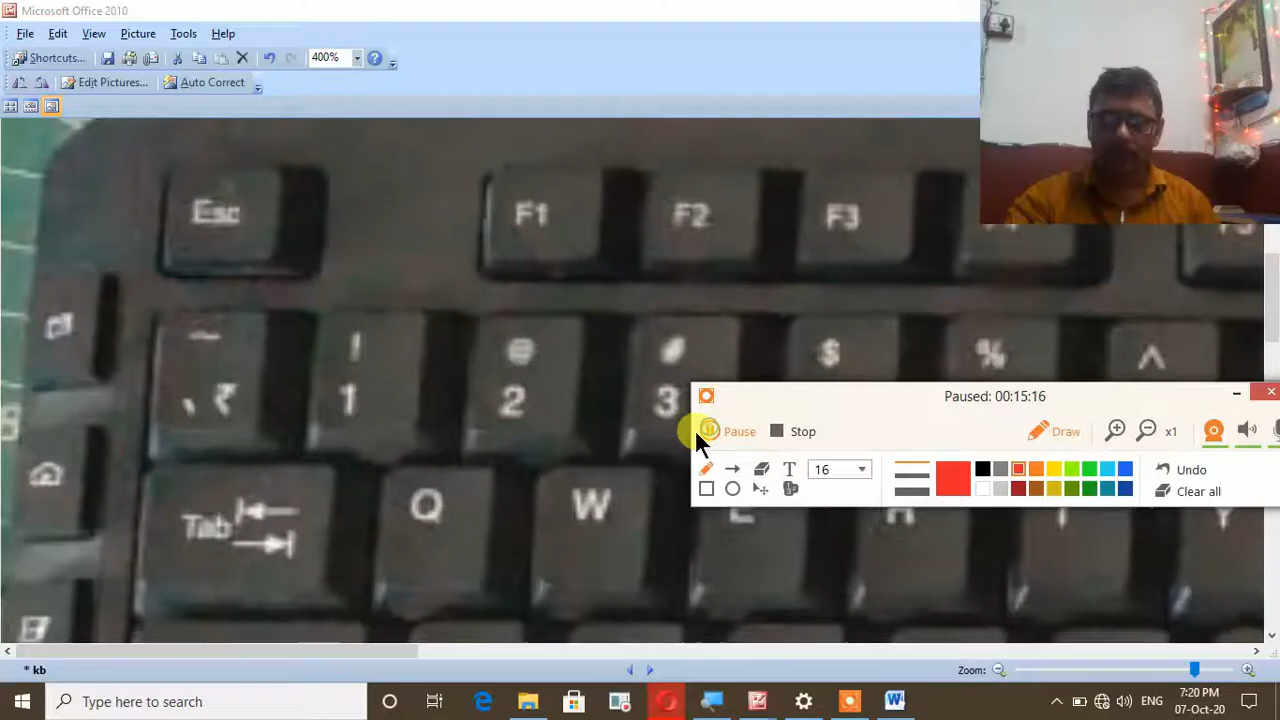 Microsoft Office 2010
File Edit View Picture Tools Help
Shortcuts... 400%
Edit Pictures... Auto Correct
Esc F1 F2 F3
! @ # $ % ^
₹ 1 2 3
Paused: 00:15:16
Pause Stop Draw x1
T 16 Undo
Clear all
Tab Q W
* kb Zoom:
Type here to search
ENG
7:20 PM
07-Oct-20